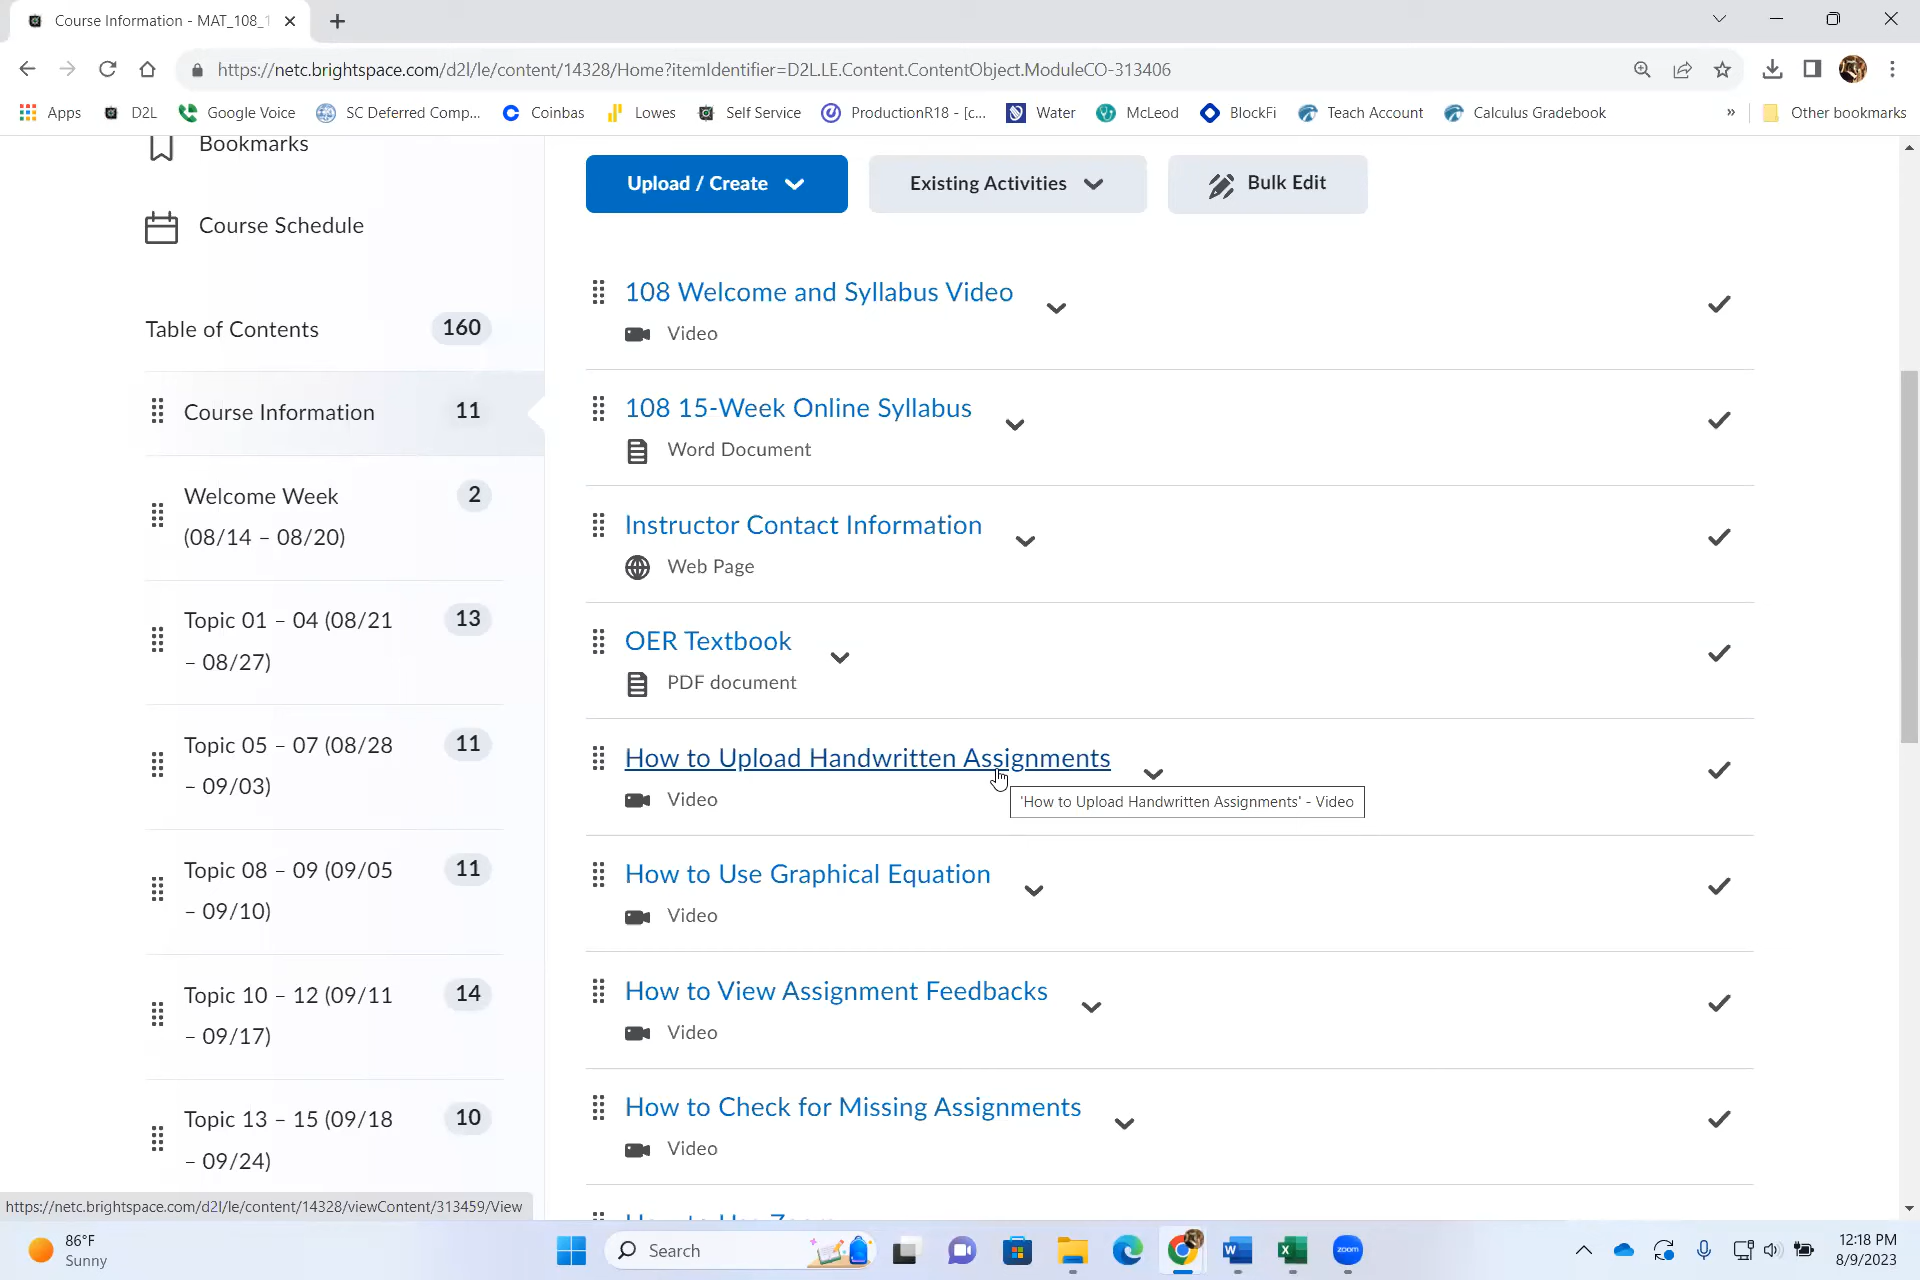 Course Information - MAT_108_1
https://netc.brightspace.com/d2l/le/content/14328/Home?itemIdentifier=D2L.LE.Content.ContentObject.ModuleCO-313406
Apps
D2L
Google Voice
SC Deferred Comp...
Coinbas
Lowes
Self Service
ProductionR18 - [c...
Water
McLeod
BlockFi
Teach Account
Calculus Gradebook
»
Other bookmarks
Bookmarks
Course Schedule
Table of Contents 160
Course Information 11
Welcome Week 2
(08/14 – 08/20)
Topic 01 – 04 (08/21 13
– 08/27)
Topic 05 – 07 (08/28 11
– 09/03)
Topic 08 – 09 (09/05 11
– 09/10)
Topic 10 – 12 (09/11 14
– 09/17)
Topic 13 – 15 (09/18 10
– 09/24)
Upload / Create
Existing Activities
Bulk Edit
108 Welcome and Syllabus Video
Video
108 15-Week Online Syllabus
Word Document
Instructor Contact Information
Web Page
OER Textbook
PDF document
How to Upload Handwritten Assignments
Video
'How to Upload Handwritten Assignments' - Video
How to Use Graphical Equation
Video
How to View Assignment Feedbacks
Video
How to Check for Missing Assignments
Video
How to Use Zoom
https://netc.brightspace.com/d2l/le/content/14328/viewContent/313459/View
86°F
Sunny
Search
zoom
12:18 PM
8/9/2023